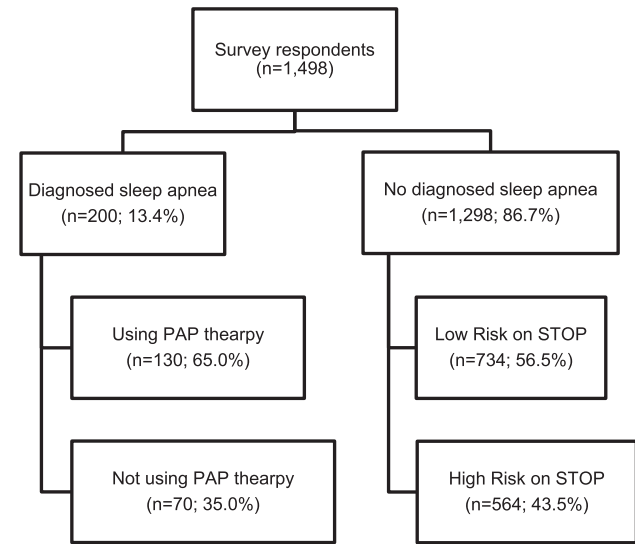 Survey respondents
(n=1,498)
Diagnosed sleep apnea
(n=200; 13.4%)
No diagnosed sleep apnea
(n=1,298; 86.7%)
Using PAP thearpy
(n=130; 65.0%)
Low Risk on STOP
(n=734; 56.5%)
Not using PAP thearpy
(n=70; 35.0%)
High Risk on STOP
(n=564; 43.5%)